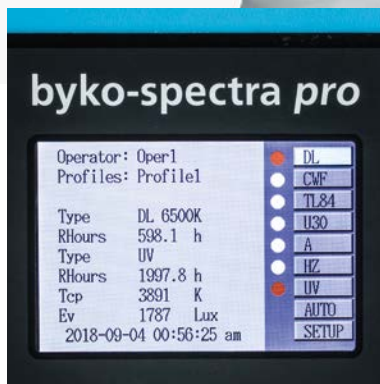 byko-spectra pro
Operator: Oper1
Profiles: Profile1
Type DL 6500K
RHours 598.1 h
Type UV
RHours 1997.8 h
Tcp 3891 K
Ev 1787 Lux
2018-09-04 00:56:25 am
DL
CWF
TL84
U30
A
HZ
UV
AUTO
SETUP